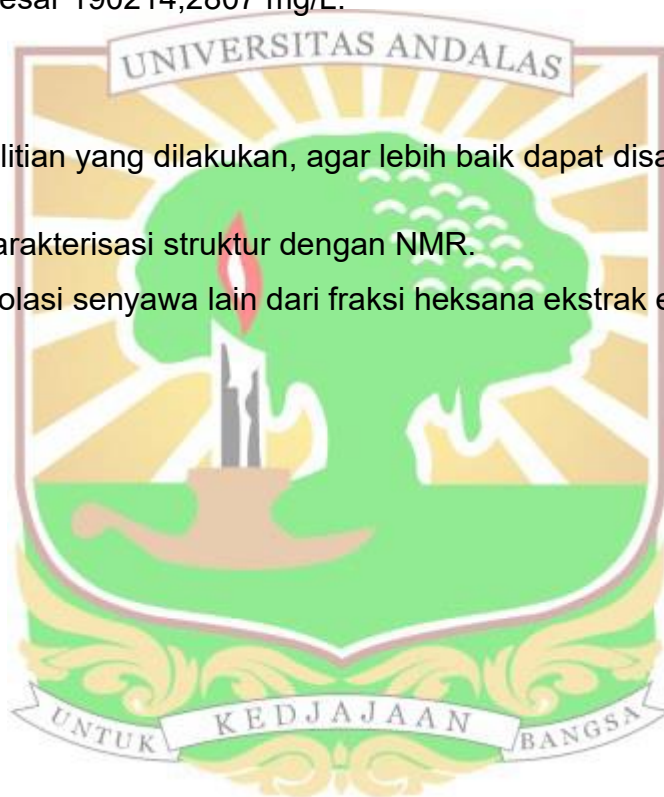 esar 190214,2807 mg/L.
UNIVERSITAS ANDALAS
litian yang dilakukan, agar lebih baik dapat disa
arakterisasi struktur dengan NMR.
olasi senyawa lain dari fraksi heksana ekstrak e
UNTUK KEDJAJAAN BANGSA